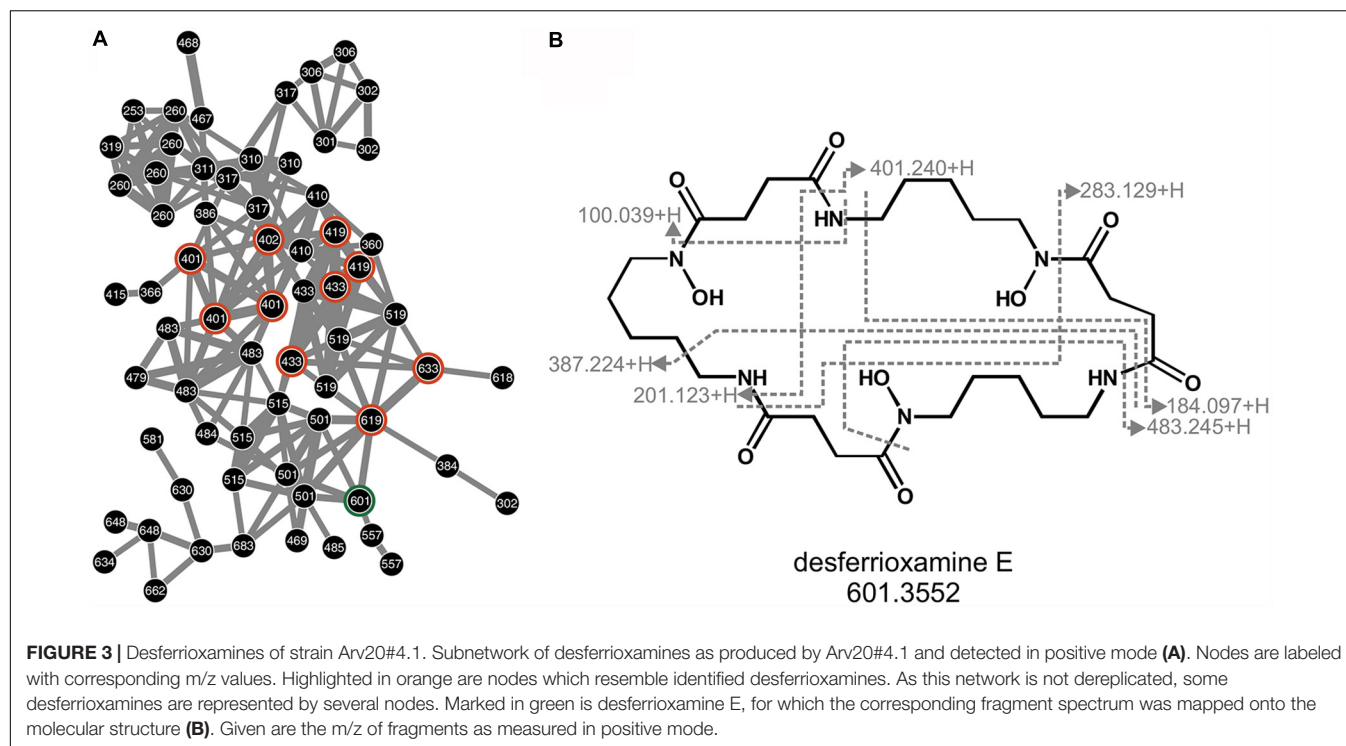 A
B
468
306
306
317
302
253
260
467
301
302
319
260
310
310
260
311
317
260
260
410
386
317
419
402
410
360
401
419
433
433
415
366
401
401
519
483
519
483
433
633
618
479
483
519
515
501
619
581
484
515
384
501
515
630
501
601
302
648
648
557
469
485
683
630
557
634
662
O
O
401.240+H
283.129+H
100.039+H
HN
O
N
OH
N
HO
387.224+H
NH
HO
HN
O
201.123+H
184.097+H
N
483.245+H
O
O
desferrioxamine E
601.3552
FIGURE 3 | Desferrioxamines of strain Arv20#4.1. Subnetwork of desferrioxamines as produced by Arv20#4.1 and detected in positive mode (A). Nodes are labeled
with corresponding m/z values. Highlighted in orange are nodes which resemble identified desferrioxamines. As this network is not dereplicated, some
desferrioxamines are represented by several nodes. Marked in green is desferrioxamine E, for which the corresponding fragment spectrum was mapped onto the
molecular structure (B). Given are the m/z of fragments as measured in positive mode.